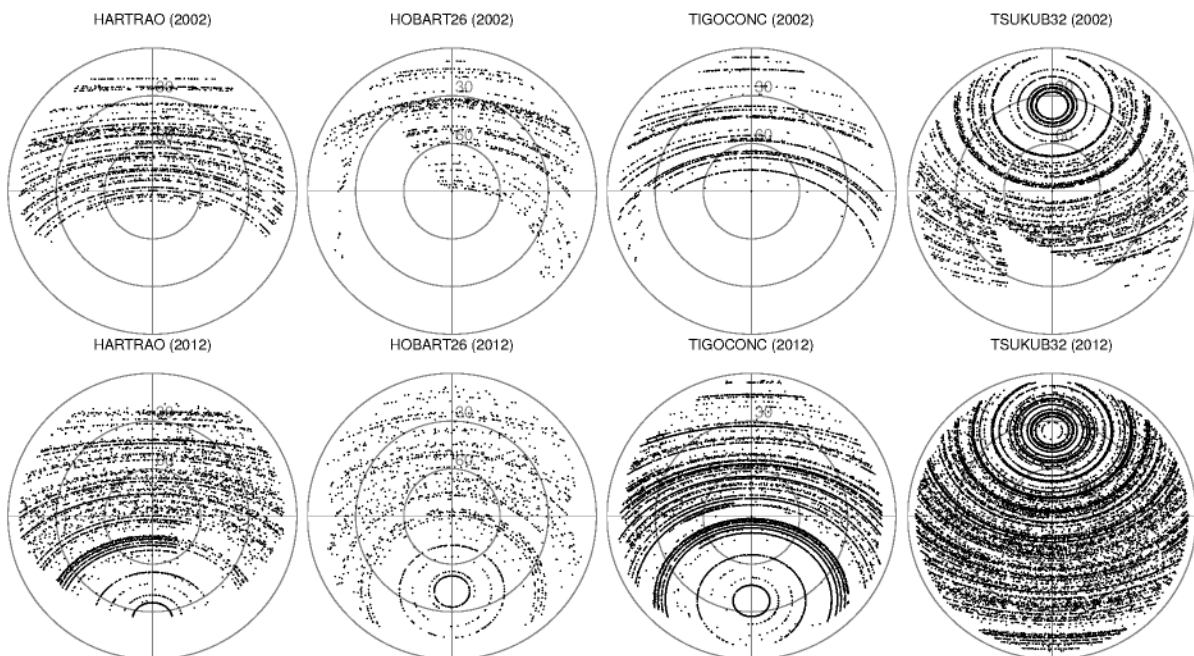 HARTRAO (2002)
HOBART26 (2002)
TIGOCONC (2002)
TSUKUB32 (2002)
30
30
30
60
60
HARTRAO (2012)
HOBART26 (2012)
TIGOCONC (2012)
TSUKUB32 (2012)
30
30